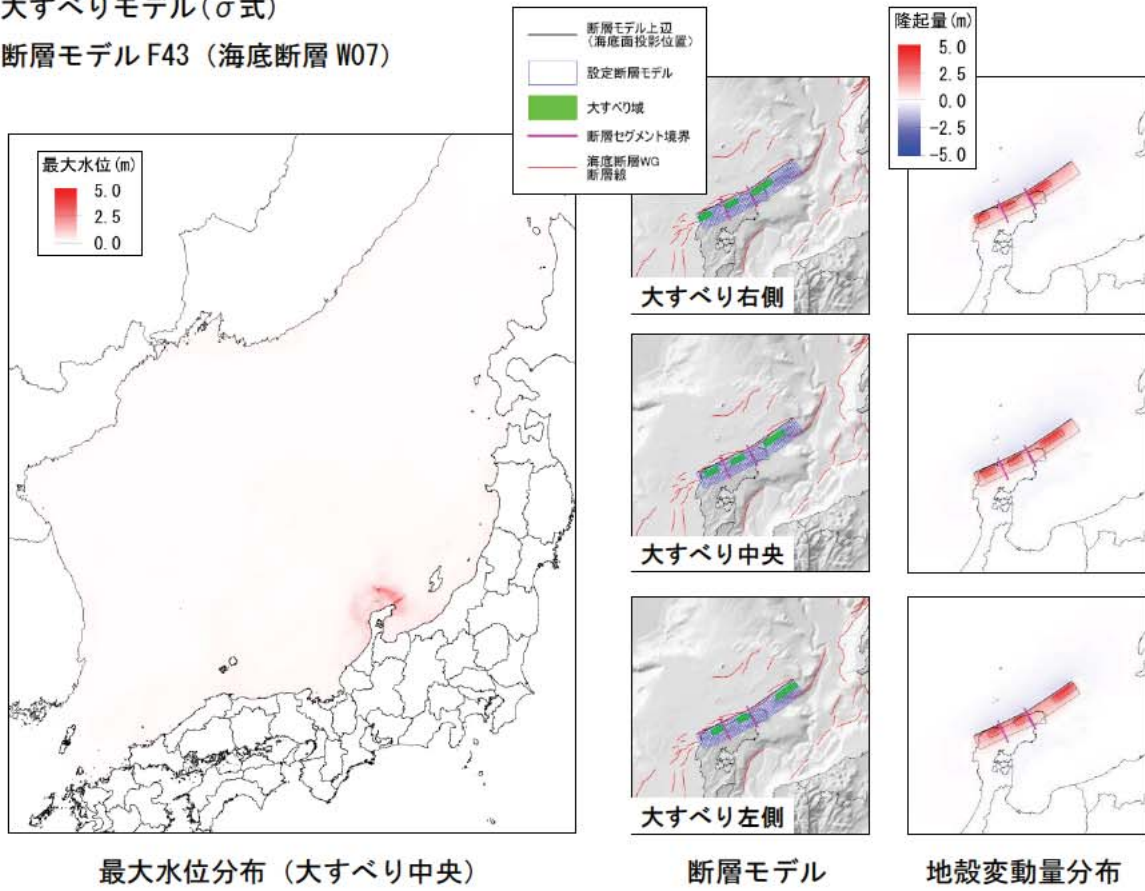 大すべりモデル(σ式)
断層モデル F43（海底断層 W07）
断層モデル上辺
(海底面投影位置)
設定断層モデル
大すべり域
断層セグメント境界
海底断層WG
断層線
隆起量(m)
5.0
2.5
0.0
-2.5
-5.0
最大水位(m)
5.0
2.5
0.0
大すべり右側
大すべり中央
大すべり左側
最大水位分布（大すべり中央）
断層モデル
地殻変動量分布